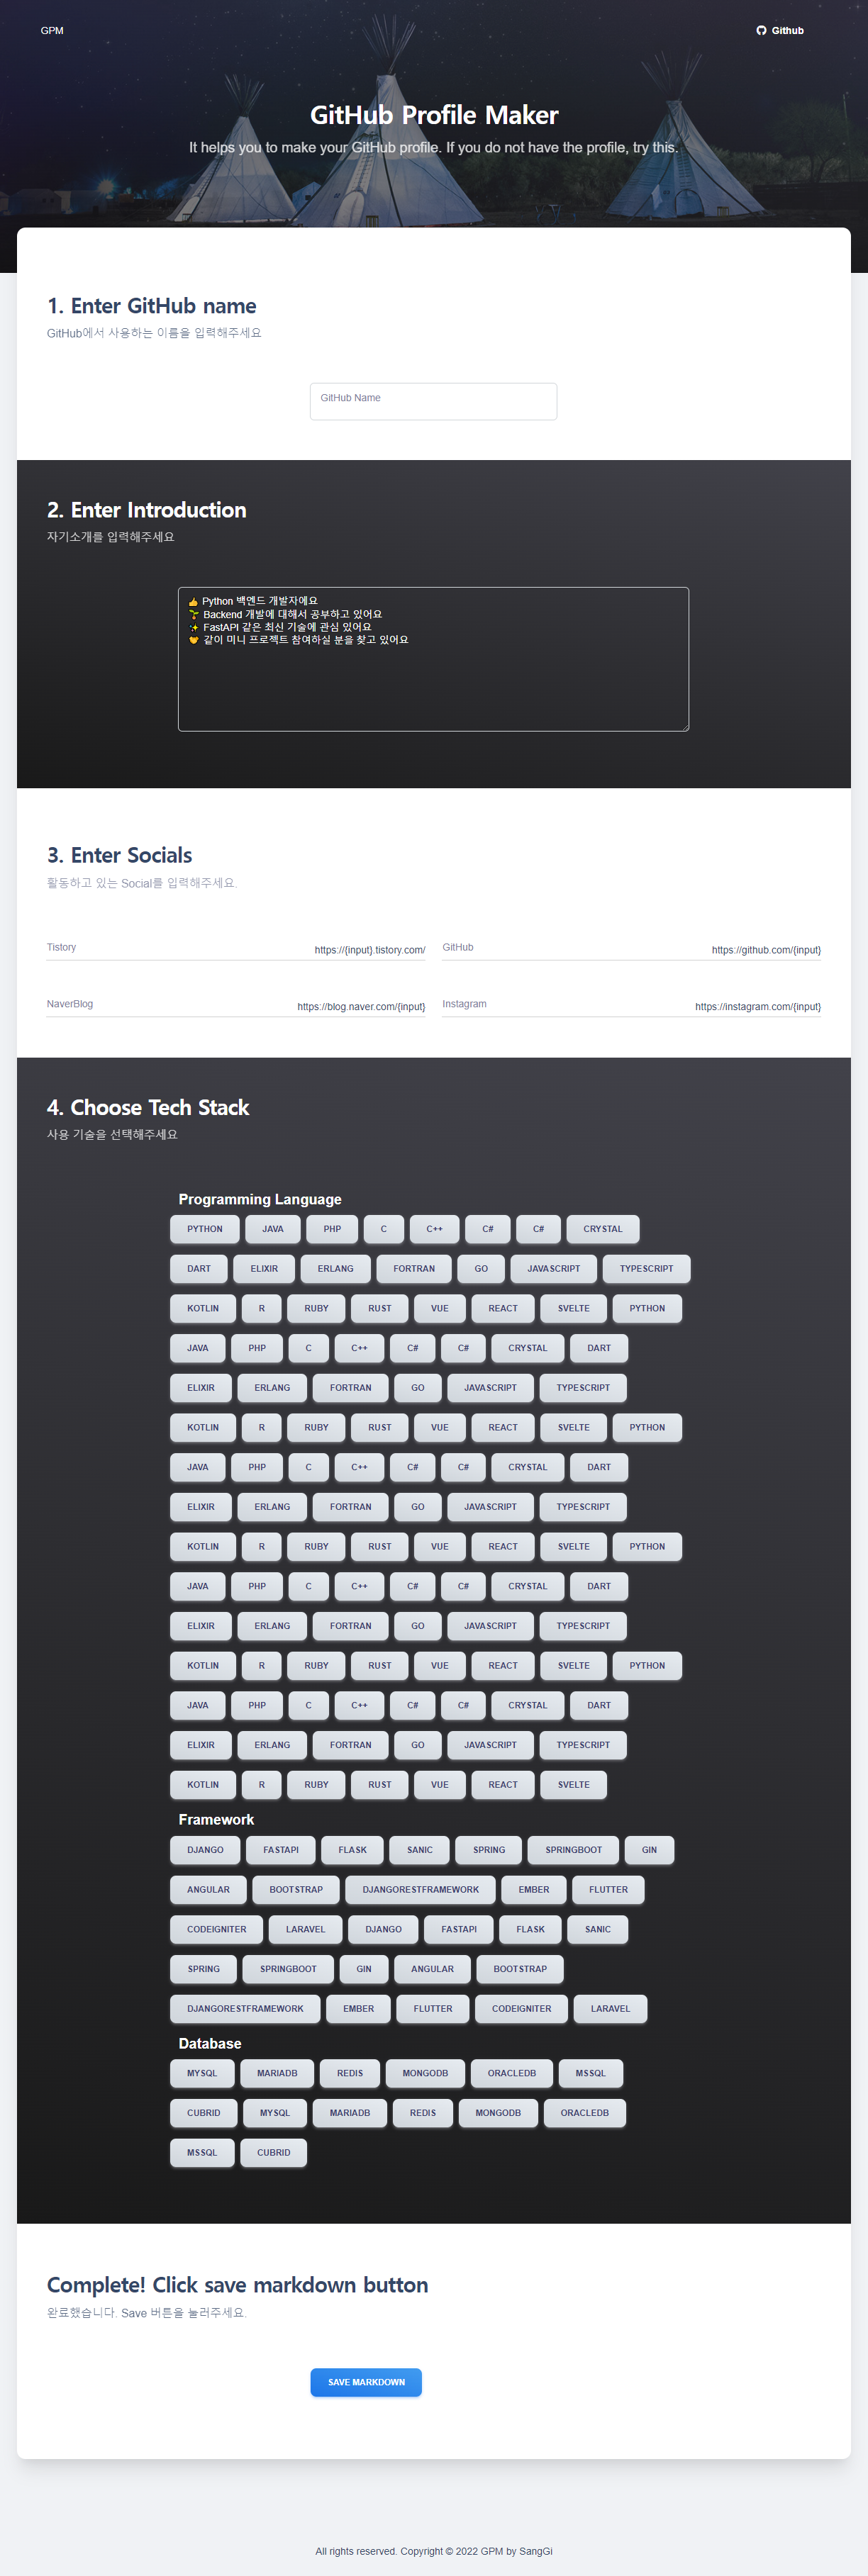 GPM
Github
GitHub Profile Maker
It helps you to make your GitHub profile. If you do not have the profile, try this.
1. Enter GitHub name
GitHub에서 사용하는 이름을 입력해주세요
GitHub Name
2. Enter Introduction
자기소개를 입력해주세요
👍 Python 백엔드 개발자에요
🌱 Backend 개발에 대해서 공부하고 있어요
✨ FastAPI 같은 최신 기술에 관심 있어요
🤝 같이 미니 프로젝트 참여하실 분을 찾고 있어요
3. Enter Socials
활동하고 있는 Social를 입력해주세요.
Tistory https://{input}.tistory.com/ GitHub https://github.com/{input}
NaverBlog https://blog.naver.com/{input} Instagram https://instagram.com/{input}
4. Choose Tech Stack
사용 기술을 선택해주세요
Programming Language
PYTHON JAVA PHP C C++ C# C# CRYSTAL
DART ELIXIR ERLANG FORTRAN GO JAVASCRIPT TYPESCRIPT
KOTLIN R RUBY RUST VUE REACT SVELTE PYTHON
JAVA PHP C C++ C# C# CRYSTAL DART
ELIXIR ERLANG FORTRAN GO JAVASCRIPT TYPESCRIPT
KOTLIN R RUBY RUST VUE REACT SVELTE PYTHON
JAVA PHP C C++ C# C# CRYSTAL DART
ELIXIR ERLANG FORTRAN GO JAVASCRIPT TYPESCRIPT
KOTLIN R RUBY RUST VUE REACT SVELTE PYTHON
JAVA PHP C C++ C# C# CRYSTAL DART
ELIXIR ERLANG FORTRAN GO JAVASCRIPT TYPESCRIPT
KOTLIN R RUBY RUST VUE REACT SVELTE PYTHON
JAVA PHP C C++ C# C# CRYSTAL DART
ELIXIR ERLANG FORTRAN GO JAVASCRIPT TYPESCRIPT
KOTLIN R RUBY RUST VUE REACT SVELTE
Framework
DJANGO FASTAPI FLASK SANIC SPRING SPRINGBOOT GIN
ANGULAR BOOTSTRAP DJANGORESTFRAMEWORK EMBER FLUTTER
CODEIGNITER LARAVEL DJANGO FASTAPI FLASK SANIC
SPRING SPRINGBOOT GIN ANGULAR BOOTSTRAP
DJANGORESTFRAMEWORK EMBER FLUTTER CODEIGNITER LARAVEL
Database
MYSQL MARIADB REDIS MONGODB ORACLEDB MSSQL
CUBRID MYSQL MARIADB REDIS MONGODB ORACLEDB
MSSQL CUBRID
Complete! Click save markdown button
완료했습니다. Save 버튼을 눌러주세요.
SAVE MARKDOWN
All rights reserved. Copyright © 2022 GPM by SangGi